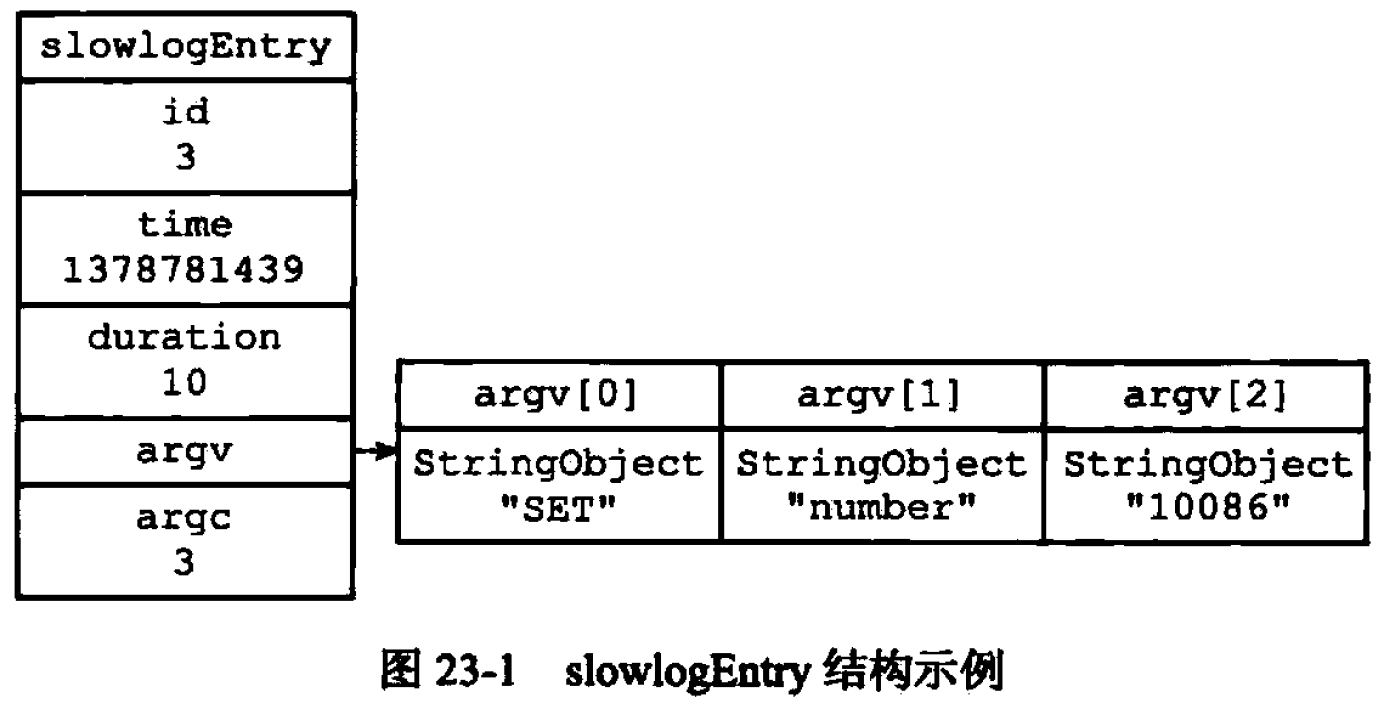 slowlogEntry
id
3
time
1378781439
duration
10
argv
argc
3
argv[0] argv[1] argv[2]
StringObject StringObject StringObject
"SET" "number" "10086"
图 23-1 slowlogEntry 结构示例